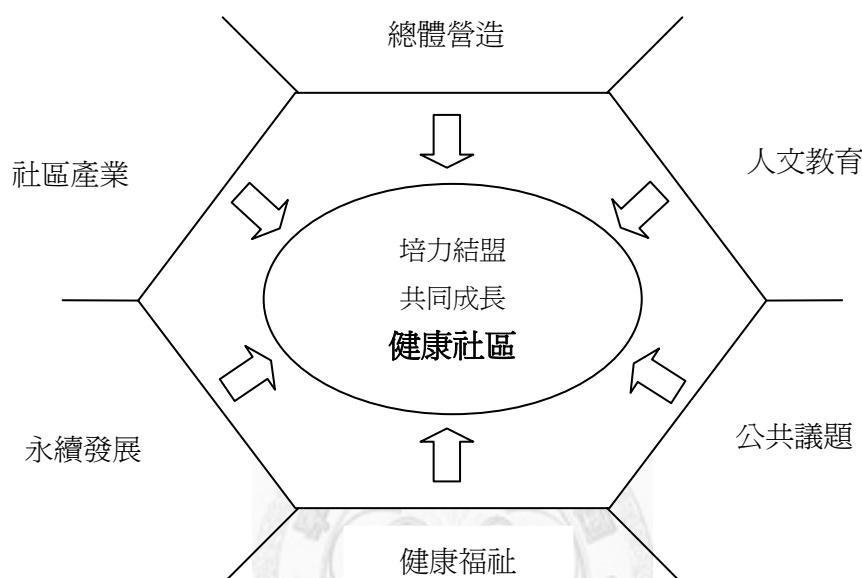 總體營造
社區產業
人文教育
培力結盟
共同成長
健康社區
永續發展
公共議題
健康福祉